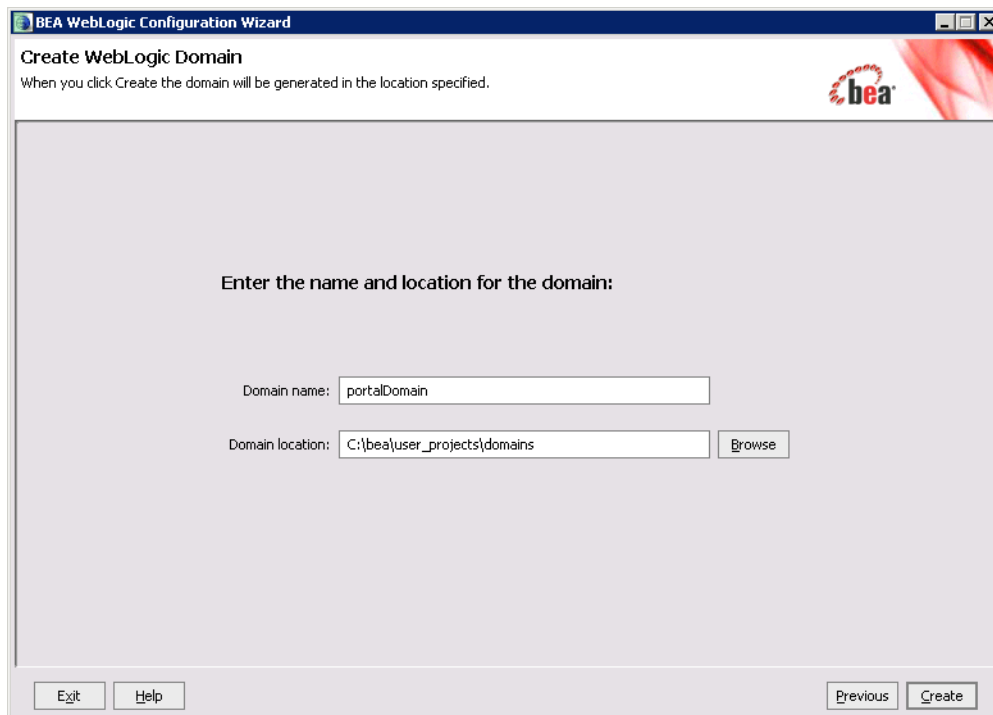 BEA WebLogic Configuration Wizard
Create WebLogic Domain
When you click Create the domain will be generated in the location specified.
bea
Enter the name and location for the domain:
Domain name: portalDomain
Domain location: C:\bea\user_projects\domains Browse
Exit Help Previous Create